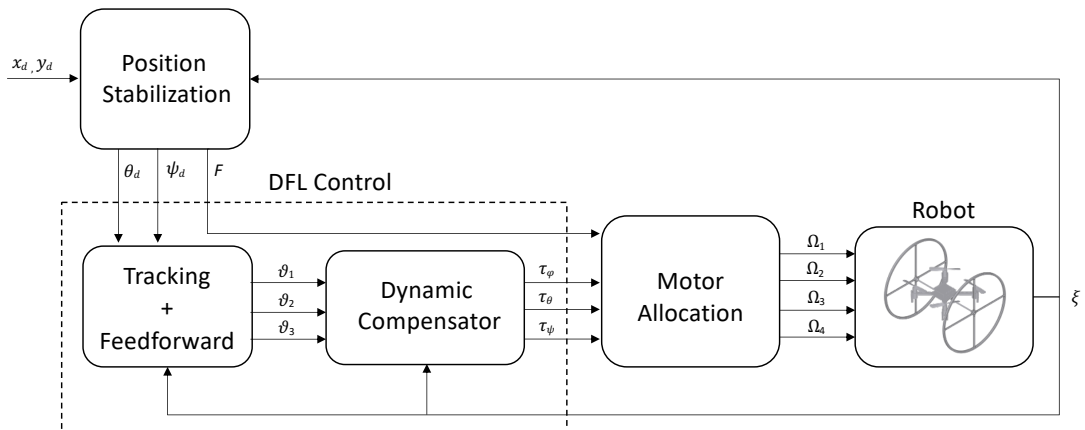 x_d , y_d
Position
Stabilization
θ_d
ψ_d
F
DFL Control
Tracking
+
Feedforward
ϑ_1
ϑ_2
ϑ_3
Dynamic
Compensator
τ_φ
τ_θ
τ_ψ
Motor
Allocation
Ω_1
Ω_2
Ω_3
Ω_4
Robot
ξ